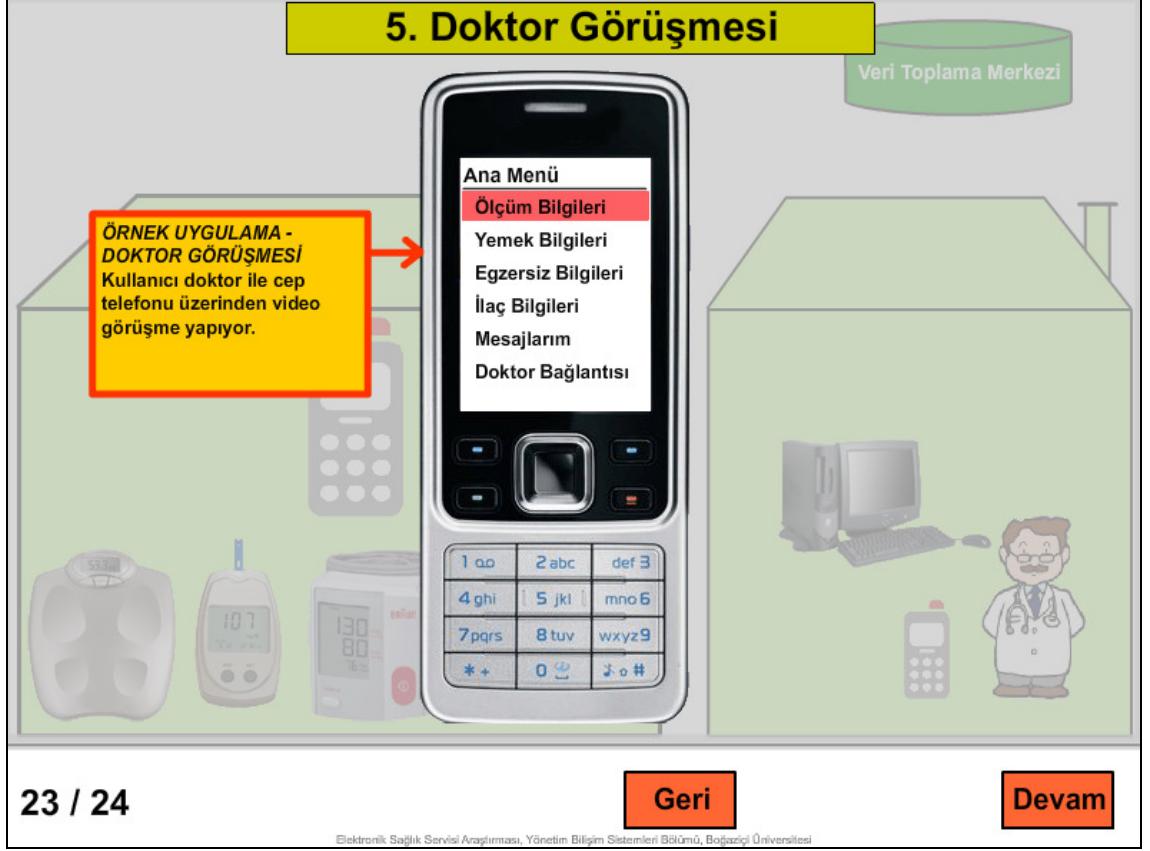 5. Doktor Görüşmesi
Veri Toplama Merkezi
ÖRNEK UYGULAMA -
DOKTOR GÖRÜŞMESİ
Kullanıcı doktor ile cep
telefonu üzerinden video
görüşme yapıyor.
Ana Menü
Ölçüm Bilgileri
Yemek Bilgileri
Egzersiz Bilgileri
İlaç Bilgileri
Mesajlarım
Doktor Bağlantısı
1 2 abc def 3
4 ghi 5 jkl mno 6
7 pqrs 8 tuv wxyz 9
* + 0 #
107
130
80
23 / 24
Geri
Devam
Elektronik Sağlık Servisi Araştırması, Yönetim Bilişim Sistemleri Bölümü, Boğaziçi Üniversitesi